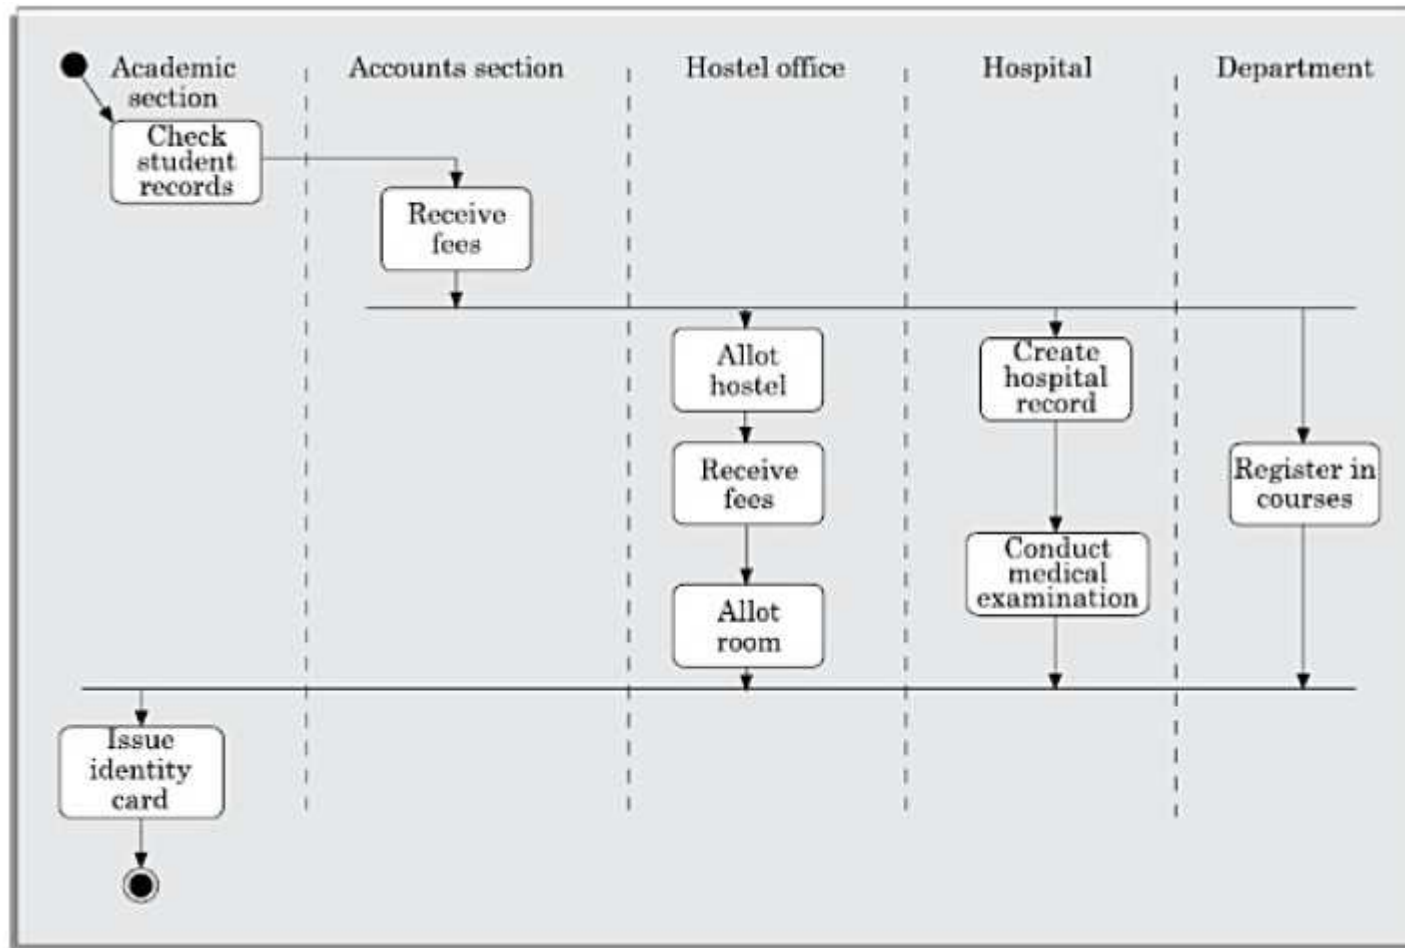 Academic
section
Accounts section
Hostel office
Hospital
Department
Check
student
records
Receive
fees
Allot
hostel
Receive
fees
Allot
room
Create
hospital
record
Conduct
medical
examination
Register in
courses
Issue
identity
card